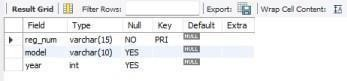 Result Grid Filter Rows: Export: Wrap Cell Content: IA
Field Type Null Key Default Extra
reg_num varchar(15) NO PRI NULL
model varchar(10) YES NULL
year int YES NULL